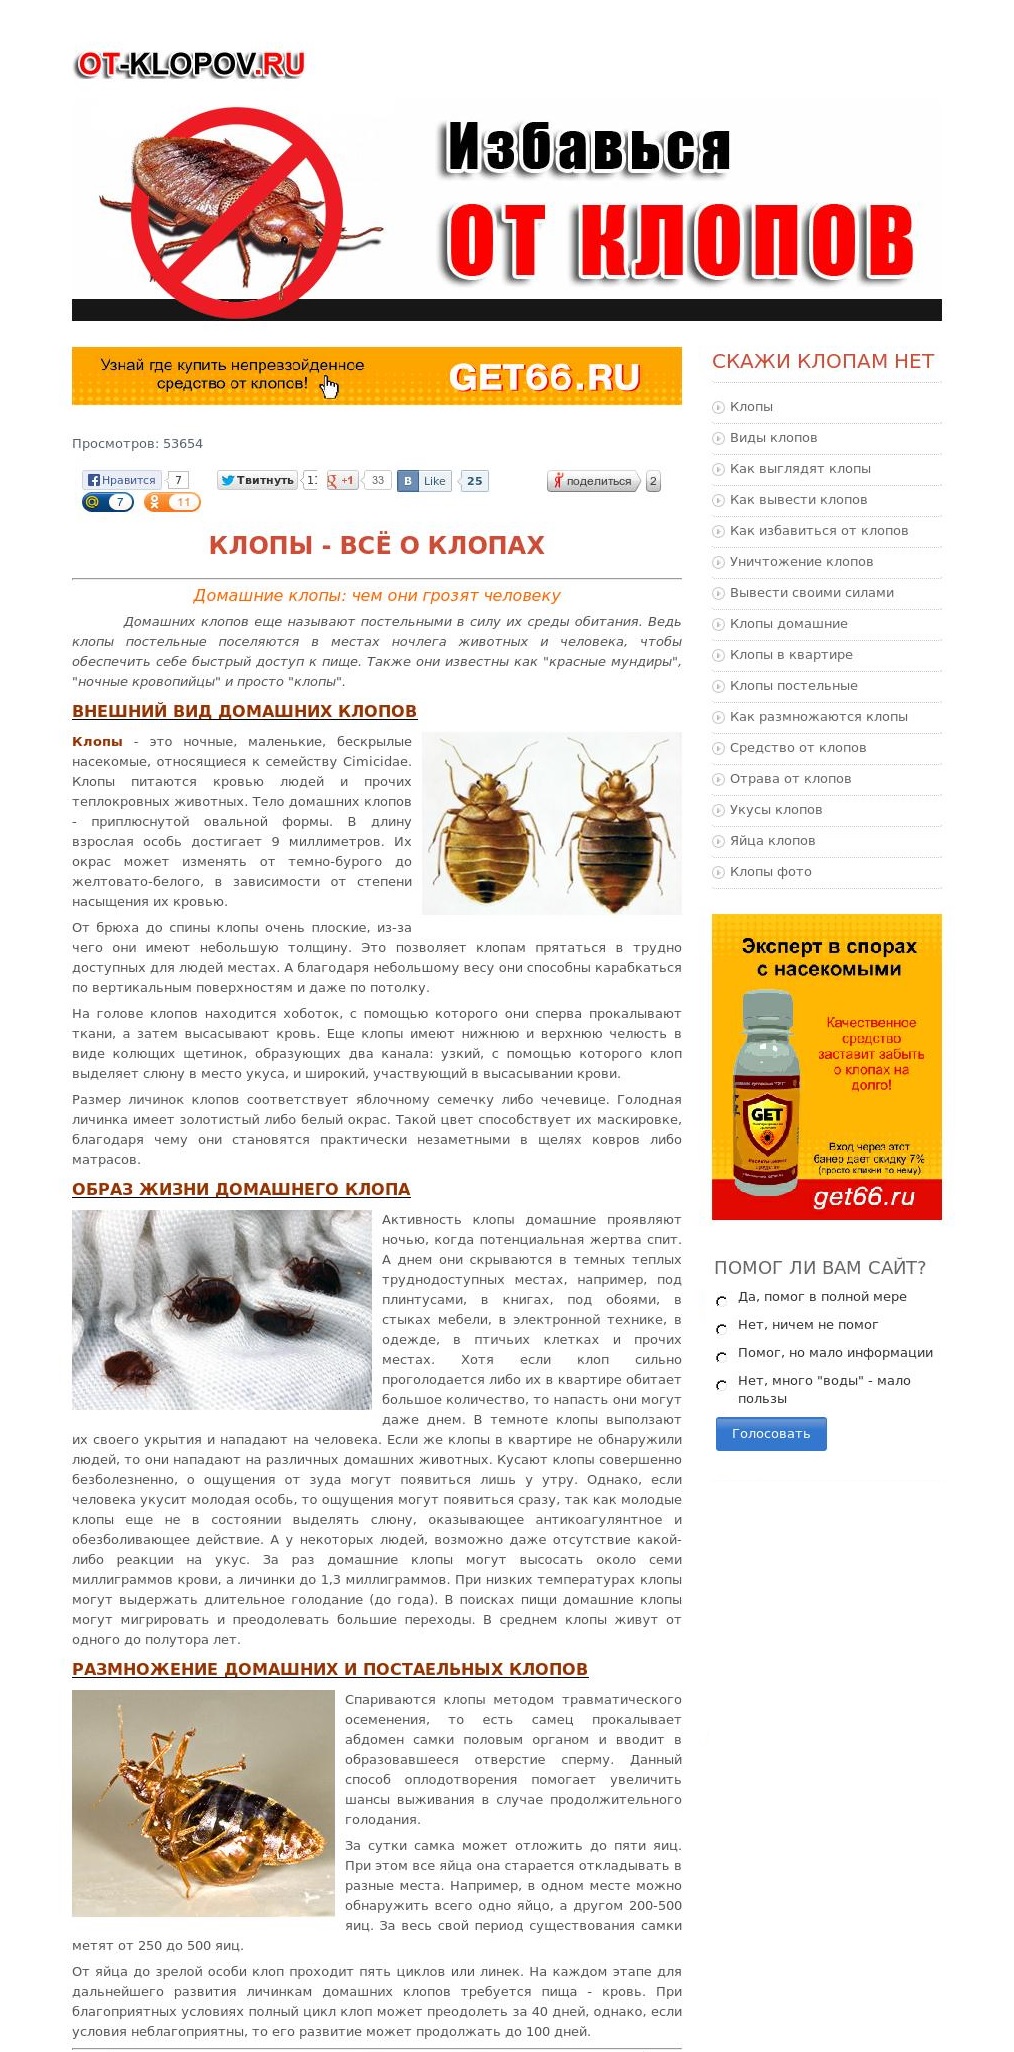 OT-KLOPOV.RU
Избавься
ОТ КЛОПОВ
Узнай где купить непревзойденное
средство от клопов!
GET66.RU
Просмотров: 53654
Нравится 7 Твитнуть 11 +1 33 B Like 25 поделиться 2
7 11
КЛОПЫ - ВСЁ О КЛОПАХ
Домашние клопы: чем они грозят человеку
Домашних клопов еще называют постельными в силу их среды обитания. Ведь
клопы постельные поселяются в местах ночлега животных и человека, чтобы
обеспечить себе быстрый доступ к пище. Также они известны как "красные мундиры",
"ночные кровопийцы" и просто "клопы".
ВНЕШНИЙ ВИД ДОМАШНИХ КЛОПОВ
Клопы - это ночные, маленькие, бескрылые
насекомые, относящиеся к семейству Cimicidae.
Клопы питаются кровью людей и прочих
теплокровных животных. Тело домашних клопов
- приплюснутой овальной формы. В длину
взрослая особь достигает 9 миллиметров. Их
окрас может изменять от темно-бурого до
желтовато-белого, в зависимости от степени
насыщения их кровью.
От брюха до спины клопы очень плоские, из-за
чего они имеют небольшую толщину. Это позволяет клопам прятаться в трудно
доступных для людей местах. А благодаря небольшому весу они способны карабкаться
по вертикальным поверхностям и даже по потолку.
На голове клопов находится хоботок, с помощью которого они сперва прокалывают
ткани, а затем высасывают кровь. Еще клопы имеют нижнюю и верхнюю челюсть в
виде колющих щетинок, образующих два канала: узкий, с помощью которого клоп
выделяет слюну в место укуса, и широкий, участвующий в высасывании крови.
Размер личинок клопов соответствует яблочному семечку либо чечевице. Голодная
личинка имеет золотистый либо белый окрас. Такой цвет способствует их маскировке,
благодаря чему они становятся практически незаметными в щелях ковров либо
матрасов.
ОБРАЗ ЖИЗНИ ДОМАШНЕГО КЛОПА
Активность клопы домашние проявляют
ночью, когда потенциальная жертва спит.
А днем они скрываются в темных теплых
труднодоступных местах, например, под
плинтусами, в книгах, под обоями, в
стыках мебели, в электронной технике, в
одежде, в птичьих клетках и прочих
местах. Хотя если клоп сильно
проголодается либо их в квартире обитает
большое количество, то напасть они могут
даже днем. В темноте клопы выползают
их своего укрытия и нападают на человека. Если же клопы в квартире не обнаружили
людей, то они нападают на различных домашних животных. Кусают клопы совершенно
безболезненно, о ощущения от зуда могут появиться лишь у утру. Однако, если
человека укусит молодая особь, то ощущения могут появиться сразу, так как молодые
клопы еще не в состоянии выделять слюну, оказывающее антикоагулянтное и
обезболивающее действие. А у некоторых людей, возможно даже отсутствие какой-
либо реакции на укус. За раз домашние клопы могут высосать около семи
миллиграммов крови, а личинки до 1,3 миллиграммов. При низких температурах клопы
могут выдержать длительное голодание (до года). В поисках пищи домашние клопы
могут мигрировать и преодолевать большие переходы. В среднем клопы живут от
одного до полутора лет.
РАЗМНОЖЕНИЕ ДОМАШНИХ И ПОСТАЕЛЬНЫХ КЛОПОВ
Спариваются клопы методом травматического
осеменения, то есть самец прокалывает
абдомен самки половым органом и вводит в
образовавшееся отверстие сперму. Данный
способ оплодотворения помогает увеличить
шансы выживания в случае продолжительного
голодания.
За сутки самка может отложить до пяти яиц.
При этом все яйца она старается откладывать в
разные места. Например, в одном месте можно
обнаружить всего одно яйцо, а другом 200-500
яиц. За весь свой период существования самки
метят от 250 до 500 яиц.
От яйца до зрелой особи клоп проходит пять циклов или линек. На каждом этапе для
дальнейшего развития личинкам домашних клопов требуется пища - кровь. При
благоприятных условиях полный цикл клоп может преодолеть за 40 дней, однако, если
условия неблагоприятны, то его развитие может продолжать до 100 дней.
СКАЖИ КЛОПАМ НЕТ
Клопы
Виды клопов
Как выглядят клопы
Как вывести клопов
Как избавиться от клопов
Уничтожение клопов
Вывести своими силами
Клопы домашние
Клопы в квартире
Клопы постельные
Как размножаются клопы
Средство от клопов
Отрава от клопов
Укусы клопов
Яйца клопов
Клопы фото
Эксперт в спорах
с насекомыми
Качественное
средство
заставит забыть
о клопах на
долго!
GET
Вход через этот
банер дает скидку 7%
(просто кликни по нему)
get66.ru
ПОМОГ ЛИ ВАМ САЙТ?
Да, помог в полной мере
Нет, ничем не помог
Помог, но мало информации
Нет, много "воды" - мало
пользы
Голосовать